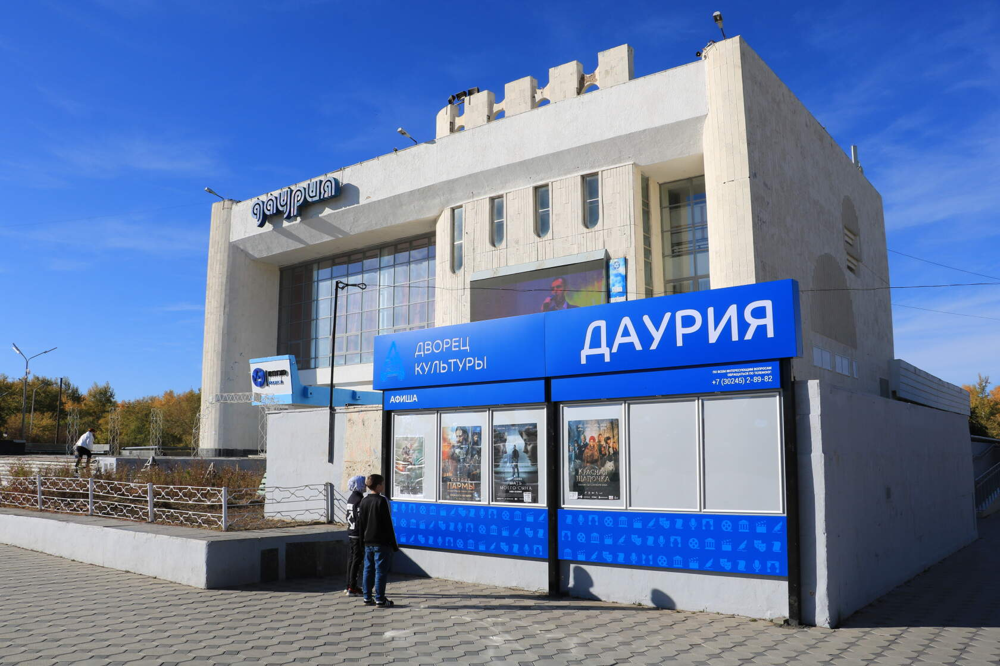 даурия
ДВОРЕЦ
КУЛЬТУРЫ
ДАУРИЯ
ПО ВСЕМ ИНТЕРЕСУЮЩИМ ВОПРОСАМ
ОБРАЩАТЬСЯ ПО ТЕЛЕФОНУ:
+7 (30245) 2-89-82
АФИША
СЕРДЦЕ
ПАРМЫ
МАТЬ
МОЕГО СЫНА
КРАСНАЯ
ШАПОЧКА